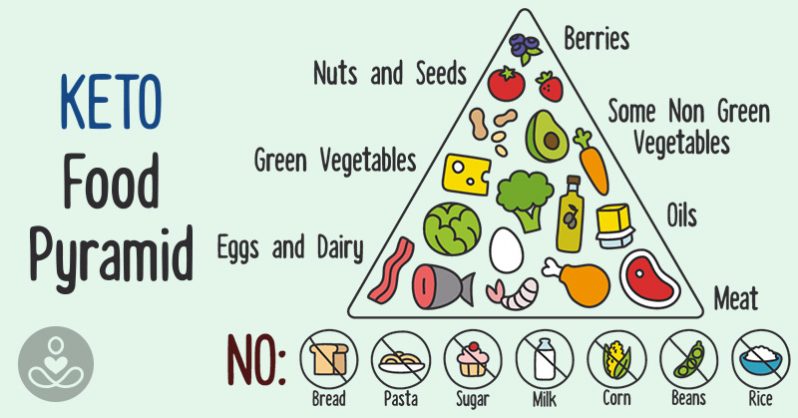 KETO
Food
Pyramid
Berries
Nuts and Seeds
Some Non Green
Vegetables
Green Vegetables
Oils
Eggs and Dairy
Meat
NO:
Bread
Pasta
Sugar
Milk
Corn
Beans
Rice